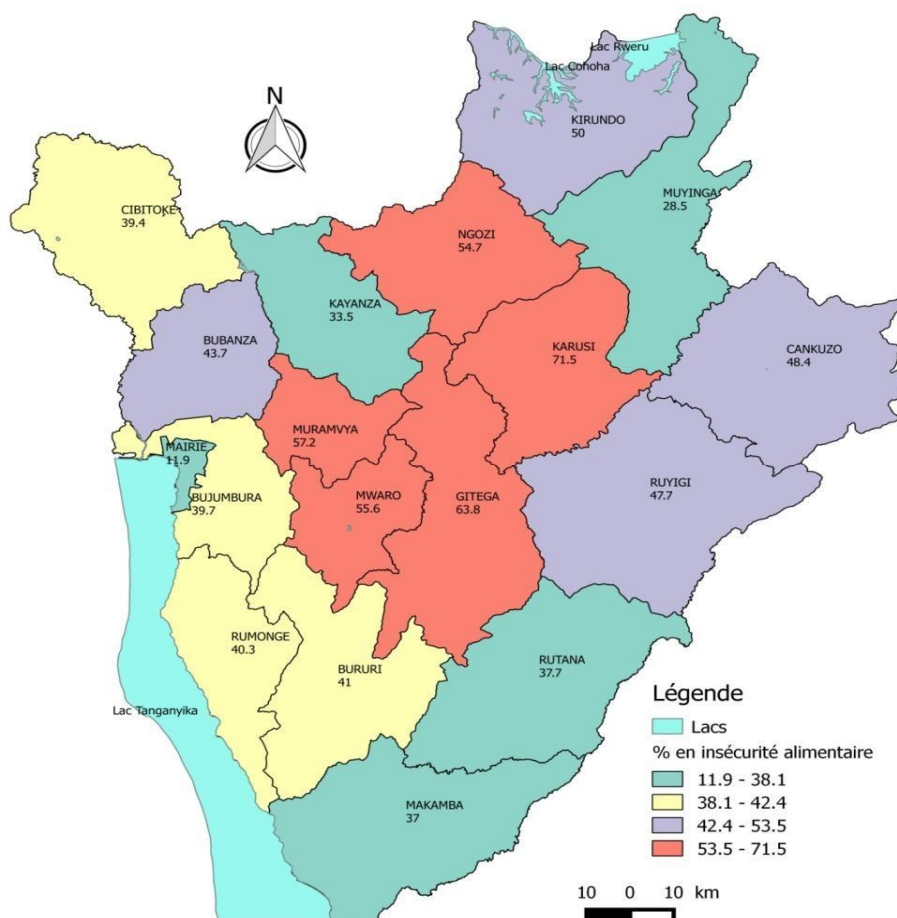 Lac Rweru
Lac Cohoha
N
KIRUNDO
50
MUYINGA
28.5
CIBITOKE
39.4
NGOZI
54.7
KAYANZA
33.5
BUBANZA
43.7
KARUSI
71.5
CANKUZO
48.4
MURAMVYA
57.2
MAIRIE
11.9
BUJUMBURA
39.7
MWARO
55.6
GITEGA
63.8
RUYIGI
47.7
RUMONGE
40.3
BURURI
41
RUTANA
37.7
Lac Tanganyika
MAKAMBA
37
Légende
Lacs
% en insécurité alimentaire
11.9 - 38.1
38.1 - 42.4
42.4 - 53.5
53.5 - 71.5
10 0 10 km